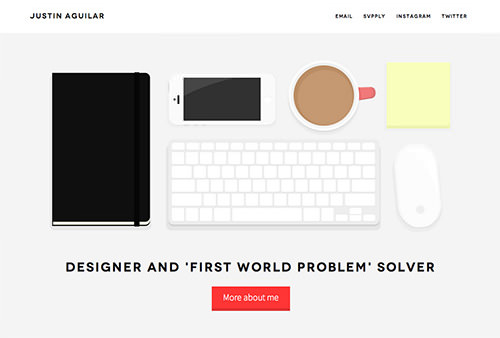 JUSTIN AGUILAR
EMAIL SVPPLY INSTAGRAM TWITTER
DESIGNER AND 'FIRST WORLD PROBLEM' SOLVER
More about me